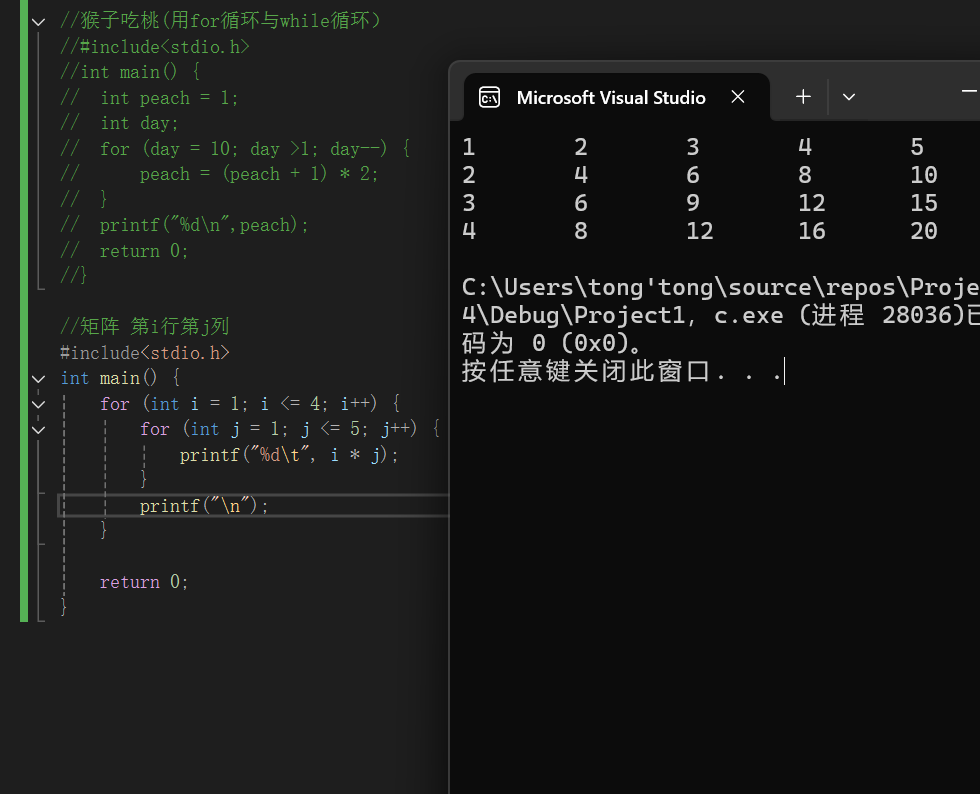 //猴子吃桃(用for循环与while循环)
//#include<stdio.h>
//int main() {
//  int peach = 1;
//  int day;
//  for (day = 10; day >1; day--) {
//      peach = (peach + 1) * 2;
//  }
//  printf("%d\n",peach);
//  return 0;
//}
//矩阵 第i行第j列
#include<stdio.h>
int main() {
    for (int i = 1; i <= 4; i++) {
        for (int j = 1; j <= 5; j++) {
            printf("%d\t", i * j);
        }
        printf("\n");
    }
    return 0;
}
Microsoft Visual Studio
1 2 3 4 5
2 4 6 8 10
3 6 9 12 15
4 8 12 16 20
C:\Users\tong'tong\source\repos\Proje
4\Debug\Project1, c.exe (进程 28036)已
码为 0 (0x0)。
按任意键关闭此窗口. . .